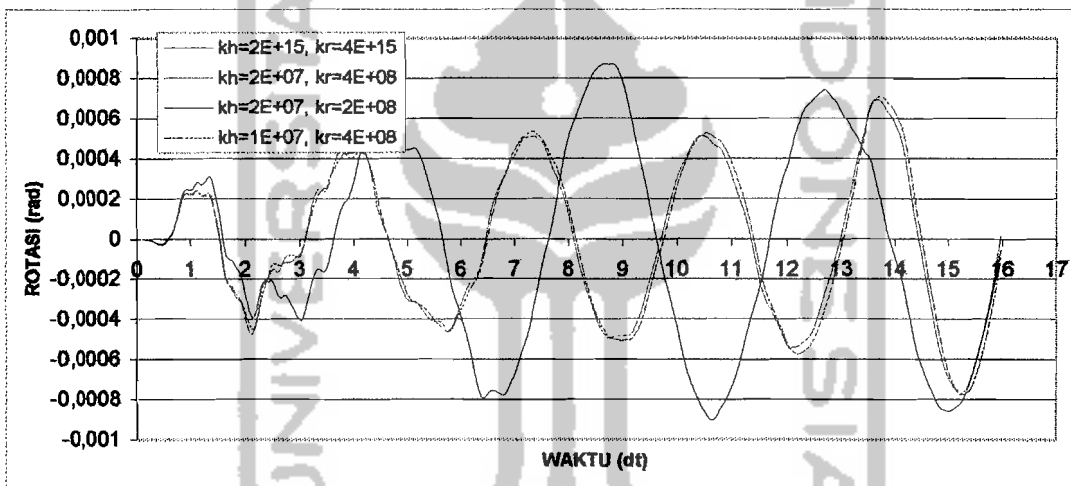 0,001
0,0008
0,0006
0,0004
0,0002
0
-0,0002
-0,0004
-0,0006
-0,0008
-0,001
ROTASI (rad)
kh=2E+15, kr=4E+15
kh=2E+07, kr=4E+08
kh=2E+07, kr=2E+08
kh=1E+07, kr=4E+08
0 1 2 3 4 5 6 7 8 9 10 11 12 13 14 15 16 17
WAKTU (dt)
UNIVERSITA
DONESIA